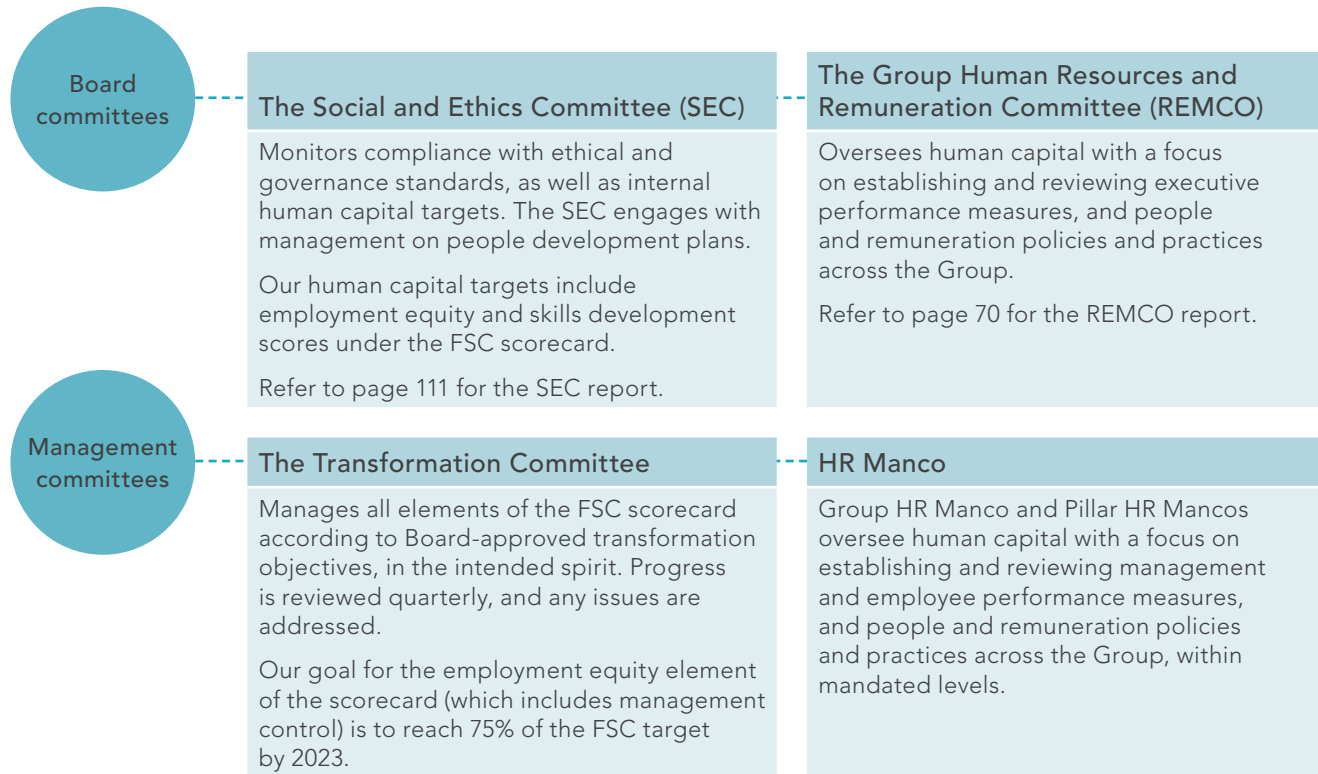 Board
committees
The Social and Ethics Committee (SEC)
Monitors compliance with ethical and
governance standards, as well as internal
human capital targets. The SEC engages with
management on people development plans.
Our human capital targets include
employment equity and skills development
scores under the FSC scorecard.
Refer to page 111 for the SEC report.
The Group Human Resources and
Remuneration Committee (REMCO)
Oversees human capital with a focus
on establishing and reviewing executive
performance measures, and people
and remuneration policies and practices
across the Group.
Refer to page 70 for the REMCO report.
Management
committees
The Transformation Committee
Manages all elements of the FSC scorecard
according to Board-approved transformation
objectives, in the intended spirit. Progress
is reviewed quarterly, and any issues are
addressed.
Our goal for the employment equity element
of the scorecard (which includes management
control) is to reach 75% of the FSC target
by 2023.
HR Manco
Group HR Manco and Pillar HR Mancos
oversee human capital with a focus on
establishing and reviewing management
and employee performance measures,
and people and remuneration policies
and practices across the Group, within
mandated levels.